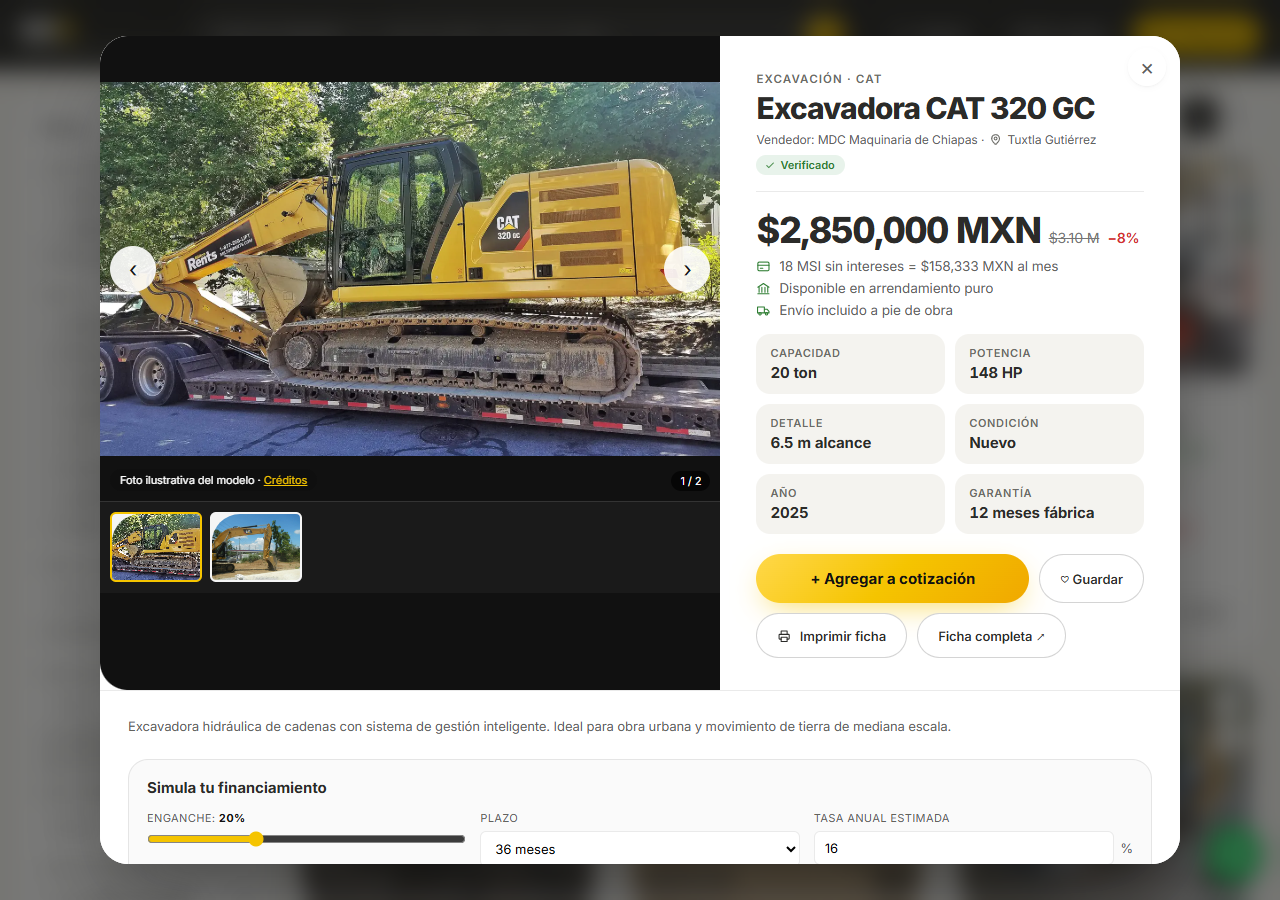 EXCAVACIÓN · CAT
Excavadora CAT 320 GC
Vendedor: MDC Maquinaria de Chiapas · Tuxtla Gutiérrez
✓ Verificado
$2,850,000 MXN $3.10 M −8%
18 MSI sin intereses = $158,333 MXN al mes
Disponible en arrendamiento puro
Envío incluido a pie de obra
CAPACIDAD
20 ton
POTENCIA
148 HP
DETALLE
6.5 m alcance
CONDICIÓN
Nuevo
AÑO
2025
GARANTÍA
12 meses fábrica
+ Agregar a cotización
♡ Guardar
Imprimir ficha
Ficha completa ↗
Rents
CAT
320 GC
Foto ilustrativa del modelo · Créditos
1 / 2
Excavadora hidráulica de cadenas con sistema de gestión inteligente. Ideal para obra urbana y movimiento de tierra de mediana escala.
Simula tu financiamiento
ENGANCHE: 20%
PLAZO
36 meses
TASA ANUAL ESTIMADA
16 %